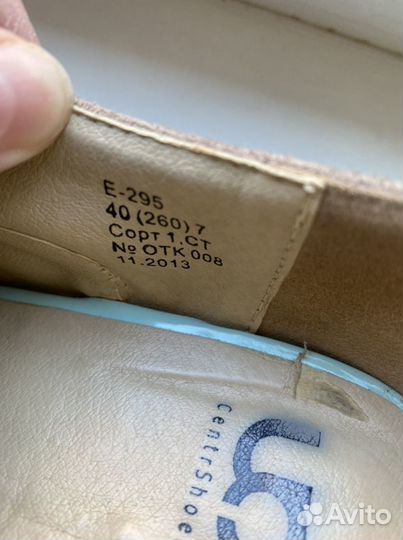 E-295
40 (260) 7
Сорт 1, СТ
№ ОТК 008
11.2013
CentrShoe
Avito